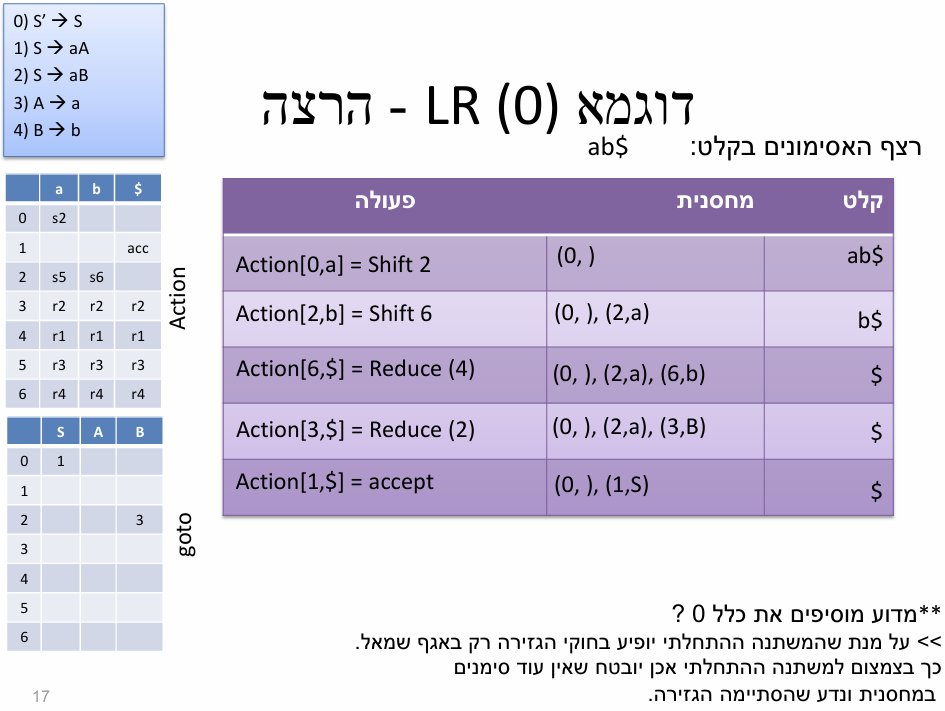 0) S’ → S
1) S → aA
2) S → aB
3) A → a
4) B → b
דוגמא LR (0) - הרצה
רצף האסימונים בקלט: ab$
a b $
0 s2
1 acc
2 s5 s6
3 r2 r2 r2
4 r1 r1 r1
5 r3 r3 r3
6 r4 r4 r4
Action
S A B
0 1
1
2 3
3
4
5
6
goto
קלט מחסנית פעולה
Action[0,a] = Shift 2 (0, ) ab$
Action[2,b] = Shift 6 (0, ), (2,a) b$
Action[6,$] = Reduce (4) (0, ), (2,a), (6,b) $
Action[3,$] = Reduce (2) (0, ), (2,a), (3,B) $
Action[1,$] = accept (0, ), (1,S) $
**מדוע מוסיפים את כלל 0 ?
>> על מנת שהמשתנה ההתחלתי יופיע בחוקי הגזירה רק באגף שמאל.
כך בצמצום למשתנה ההתחלתי אכן יובטח שאין עוד סימנים
במחסנית ונדע שהסתיימה הגזירה.
17